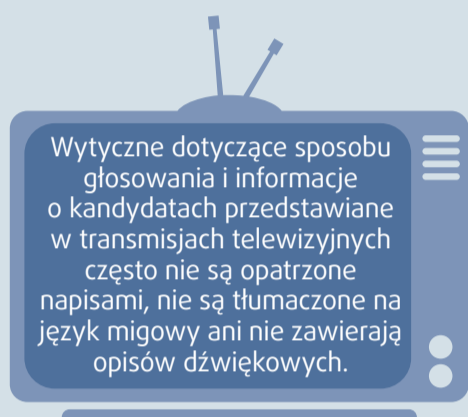 Wytyczne dotyczące sposobu
głosowania i informacje
o kandydatach przedstawiane
w transmisjach telewizyjnych
często nie są opatrzone
napisami, nie są tłumaczone na
język migowy ani nie zawierają
opisów dźwiękowych.